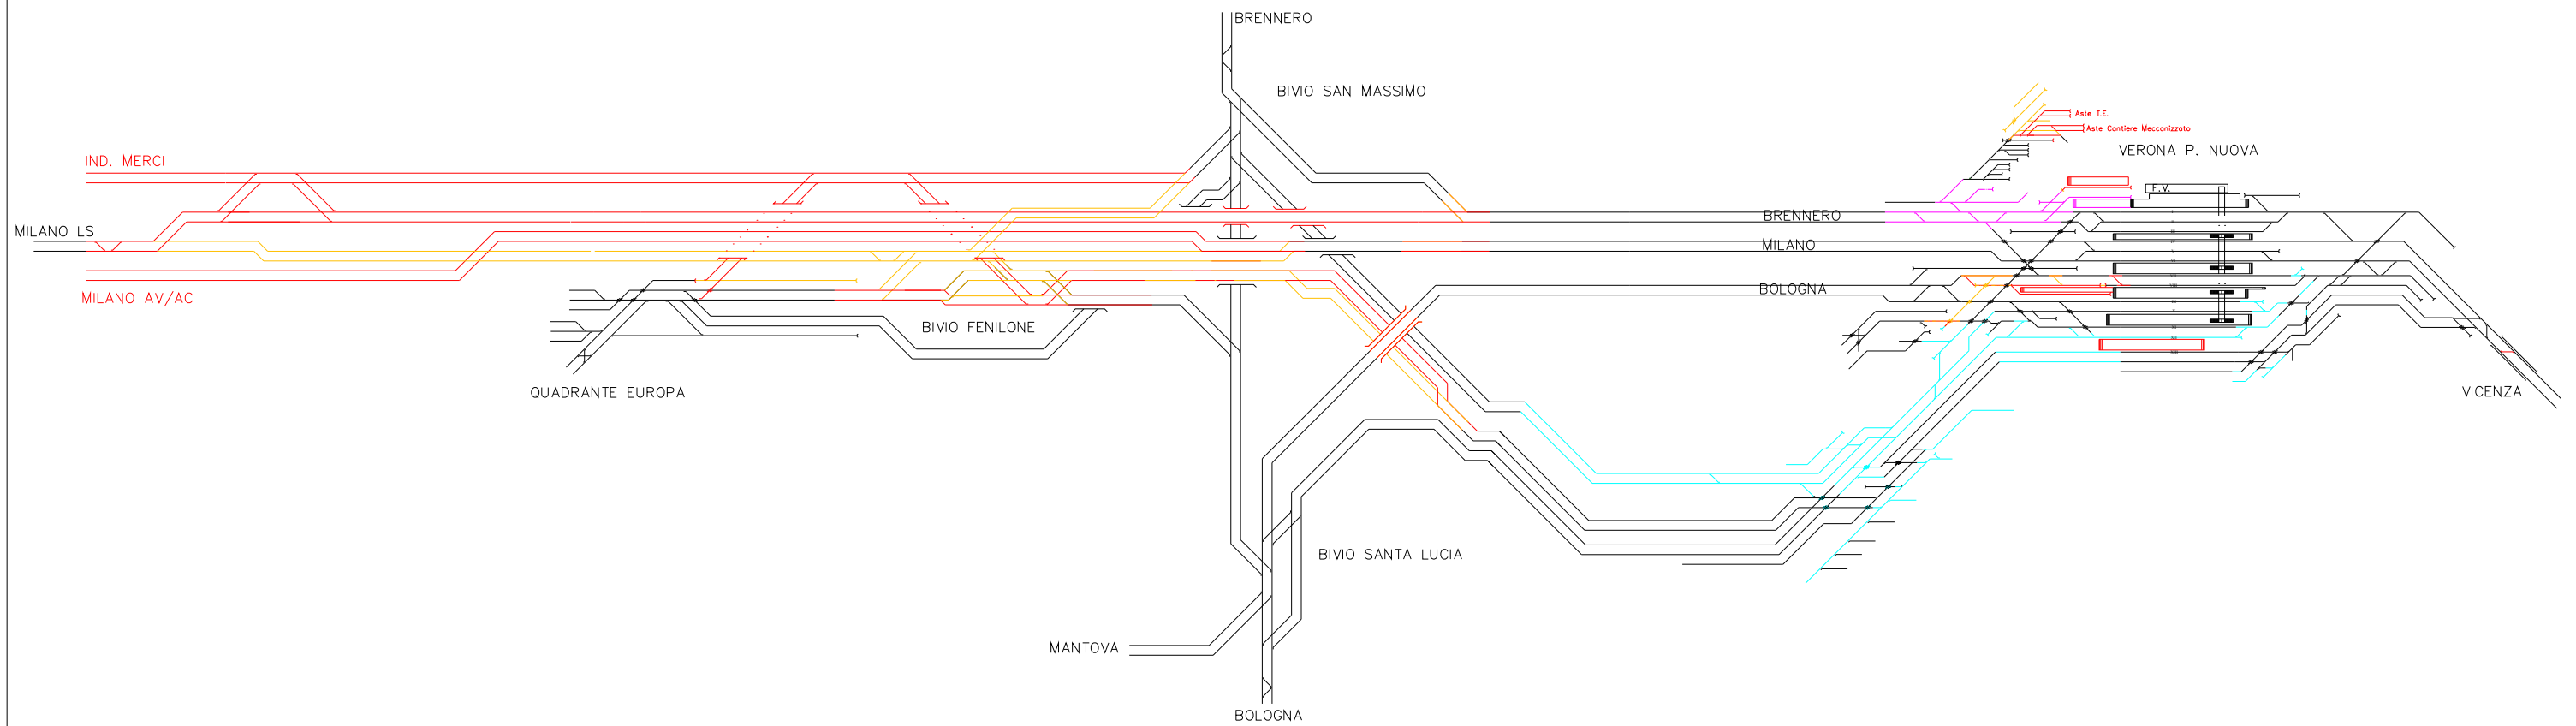 BRENNERO
BIVIO SAN MASSIMO
Aste T.E.
Aste Cantiere Meccanizzato
VERONA P. NUOVA
IND. MERCI
F.V.
BRENNERO
MILANO LS
MILANO
MILANO AV/AC
BOLOGNA
BIVIO FENILONE
QUADRANTE EUROPA
VICENZA
BIVIO SANTA LUCIA
MANTOVA
BOLOGNA